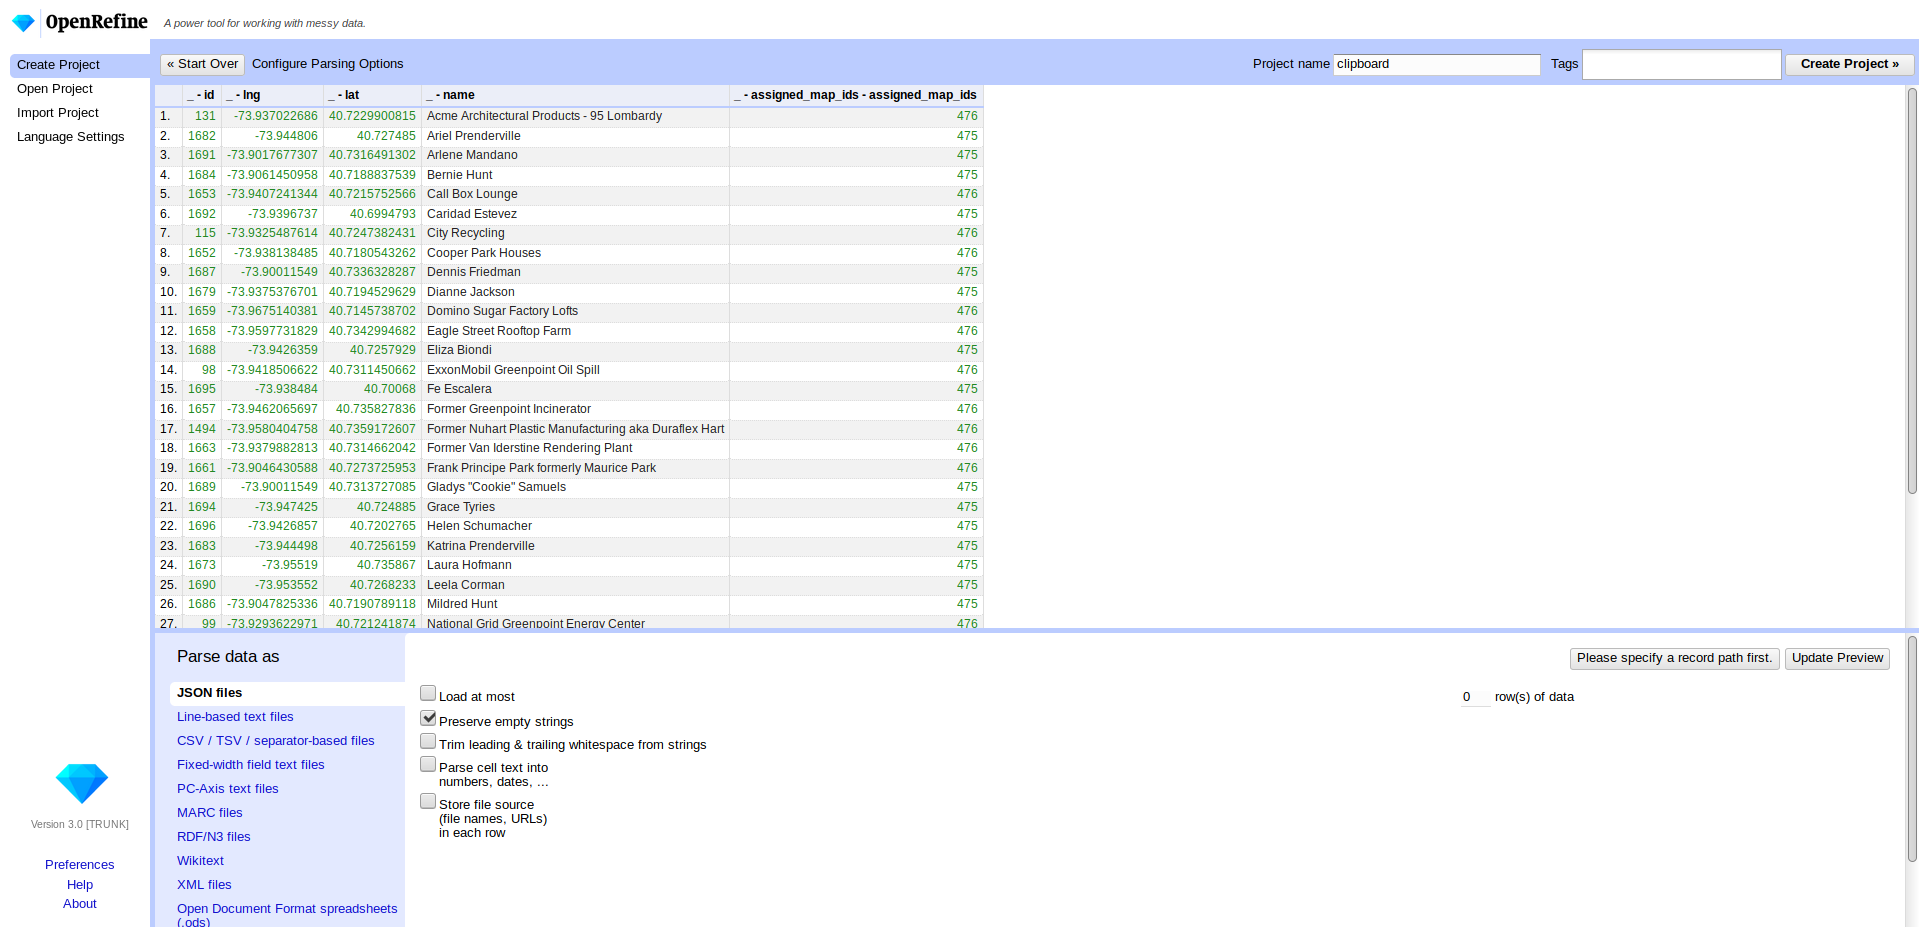 OpenRefine A power tool for working with messy data.
Create Project
Open Project
Import Project
Language Settings
« Start Over Configure Parsing Options Project name clipboard Tags Create Project »
_ - id _ - lng _ - lat _ - name _ - assigned_map_ids - assigned_map_ids
1. 131 -73.937022686 40.7229900815 Acme Architectural Products - 95 Lombardy 476
2. 1682 -73.944806 40.727485 Ariel Prenderville 475
3. 1691 -73.9017677307 40.7316491302 Arlene Mandano 475
4. 1684 -73.9061450958 40.7188837539 Bernie Hunt 475
5. 1653 -73.9407241344 40.7215752566 Call Box Lounge 476
6. 1692 -73.9396737 40.6994793 Caridad Estevez 475
7. 115 -73.9325487614 40.7247382431 City Recycling 476
8. 1652 -73.938138485 40.7180543262 Cooper Park Houses 476
9. 1687 -73.90011549 40.7336328287 Dennis Friedman 475
10. 1679 -73.9375376701 40.7194529629 Dianne Jackson 475
11. 1659 -73.9675140381 40.7145738702 Domino Sugar Factory Lofts 476
12. 1658 -73.9597731829 40.7342994682 Eagle Street Rooftop Farm 476
13. 1688 -73.9426359 40.7257929 Eliza Biondi 475
14. 98 -73.9418506622 40.7311450662 ExxonMobil Greenpoint Oil Spill 476
15. 1695 -73.938484 40.70068 Fe Escalera 475
16. 1657 -73.9462065697 40.735827836 Former Greenpoint Incinerator 476
17. 1494 -73.9580404758 40.7359172607 Former Nuhart Plastic Manufacturing aka Duraflex Hart 476
18. 1663 -73.9379882813 40.7314662042 Former Van Iderstine Rendering Plant 476
19. 1661 -73.9046430588 40.7273725953 Frank Principe Park formerly Maurice Park 476
20. 1689 -73.90011549 40.7313727085 Gladys "Cookie" Samuels 475
21. 1694 -73.947425 40.724885 Grace Tyries 475
22. 1696 -73.9426857 40.7202765 Helen Schumacher 475
23. 1683 -73.944498 40.7256159 Katrina Prenderville 475
24. 1673 -73.95519 40.735867 Laura Hofmann 475
25. 1690 -73.953552 40.7268233 Leela Corman 475
26. 1686 -73.9047825336 40.7190789118 Mildred Hunt 475
27. 99 -73.9293622971 40.721241874 National Grid Greenpoint Energy Center 476
Parse data as
JSON files
Line-based text files
CSV / TSV / separator-based files
Fixed-width field text files
PC-Axis text files
MARC files
RDF/N3 files
Wikitext
XML files
Open Document Format spreadsheets
(.ods)
Please specify a record path first. Update Preview
Load at most 0 row(s) of data
Preserve empty strings
Trim leading & trailing whitespace from strings
Parse cell text into
numbers, dates, ...
Store file source
(file names, URLs)
in each row
Version 3.0 [TRUNK]
Preferences
Help
About